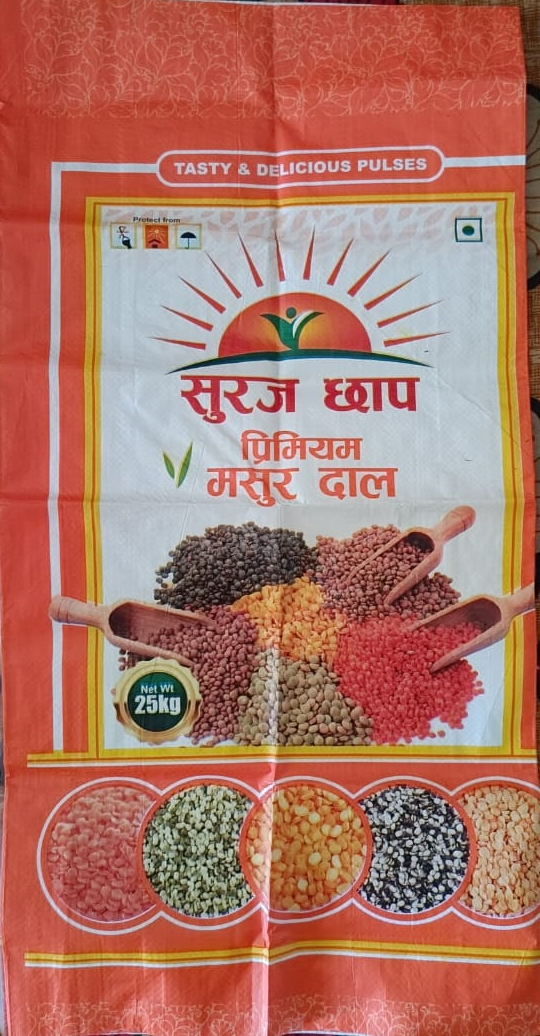 TASTY & DELICIOUS PULSES
Protect from
सुरज छाप
प्रिमियम
मसुर दाल
Net Wt
25kg